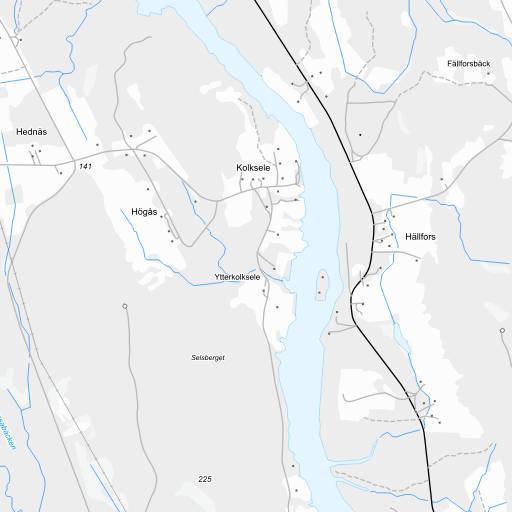 Fällforsbäck
Hednäs
141
Kolksele
Högås
Hällfors
Ytterkolksele
Selsberget
225